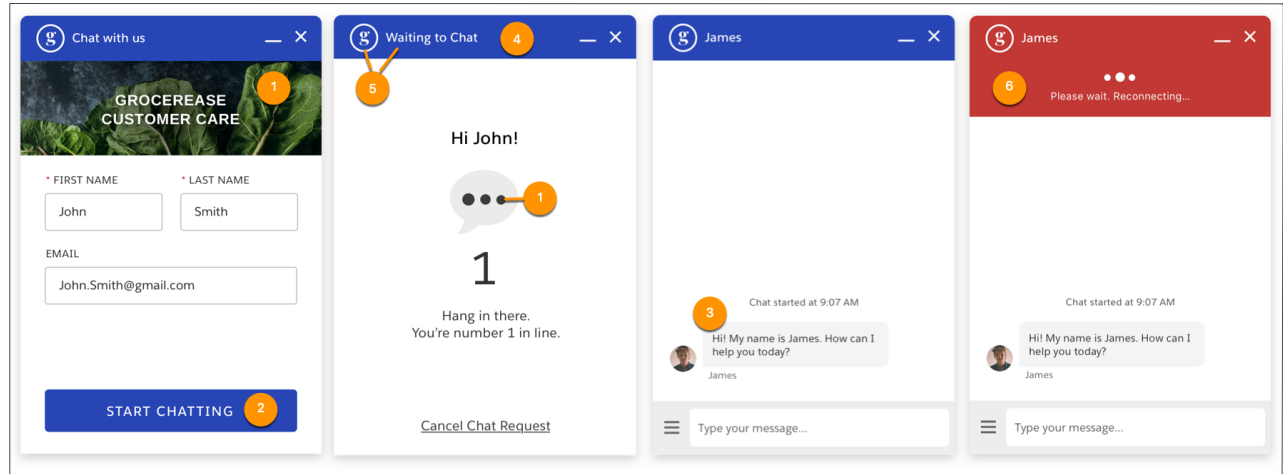 g Chat with us
GROCEREASE
CUSTOMER CARE
1
* FIRST NAME
* LAST NAME
John
Smith
EMAIL
John.Smith@gmail.com
START CHATTING
2
g Waiting to Chat
4
5
Hi John!
1
1
Hang in there.
You're number 1 in line.
Cancel Chat Request
g James
Chat started at 9:07 AM
3
Hi! My name is James. How can I
help you today?
James
Type your message...
g James
6
Please wait. Reconnecting...
Chat started at 9:07 AM
Hi! My name is James. How can I
help you today?
James
Type your message...